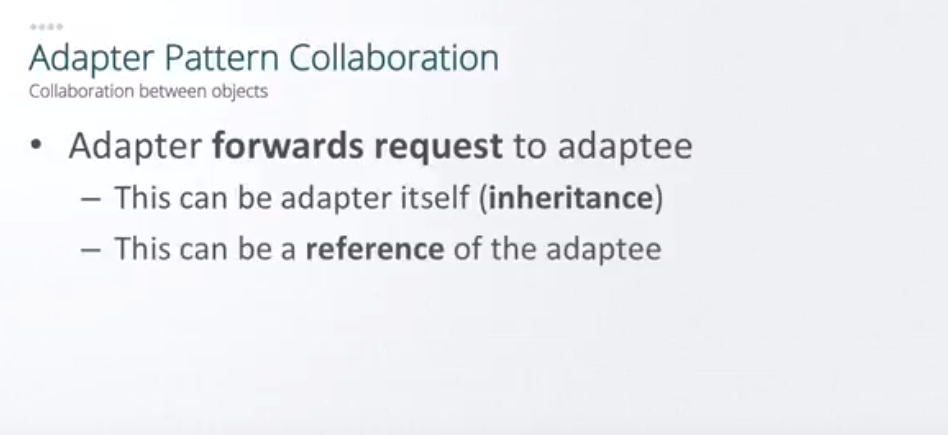 Adapter Pattern Collaboration
Collaboration between objects
• Adapter forwards request to adaptee
– This can be adapter itself (inheritance)
– This can be a reference of the adaptee